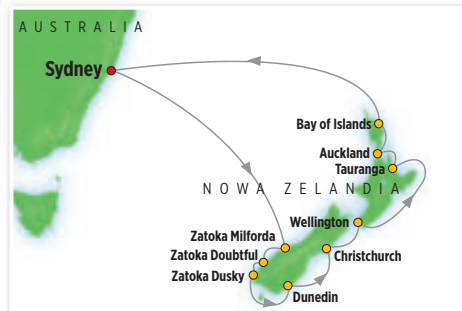 AUSTRALIA
Sydney
Bay of Islands
Auckland
Tauranga
NOWA ZELANDIA
Wellington
Zatoka Milforda
Zatoka Doubtful
Christchurch
Zatoka Dusky
Dunedin